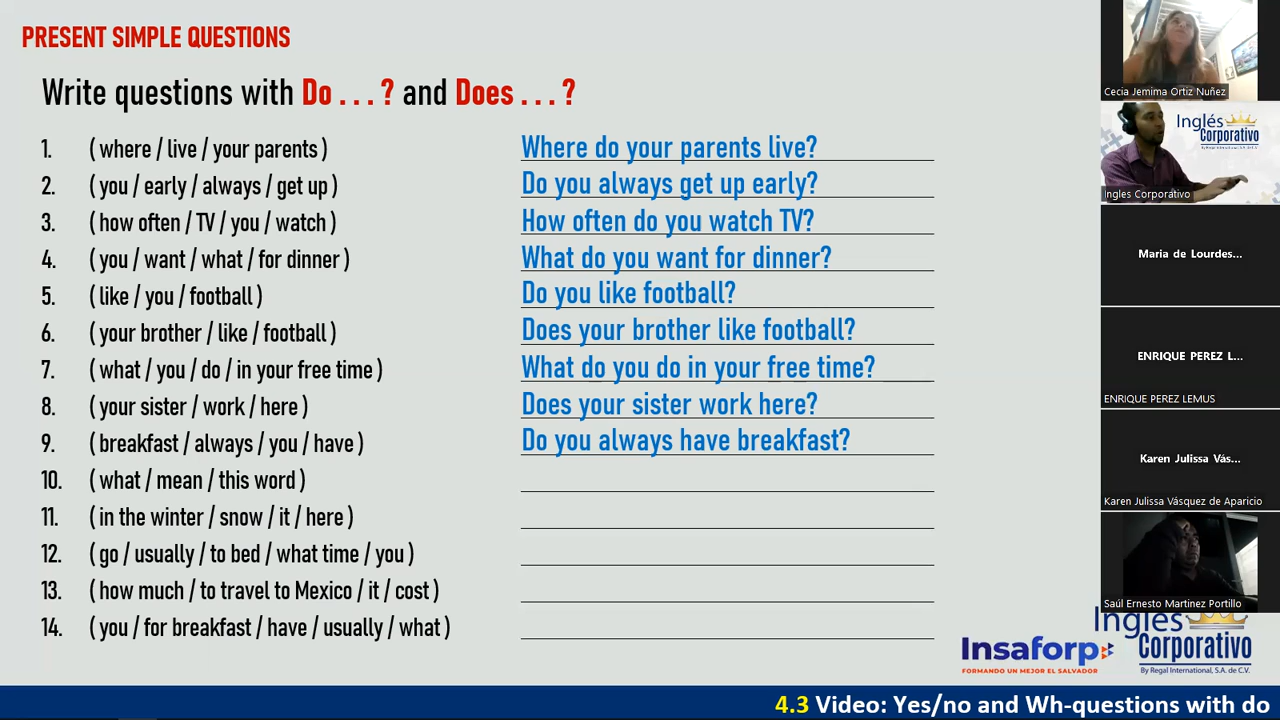 PRESENT SIMPLE QUESTIONS
Write questions with Do . . . ? and Does . . . ?
1. ( where / live / your parents ) Where do your parents live?
2. ( you / early / always / get up ) Do you always get up early?
3. ( how often / TV / you / watch ) How often do you watch TV?
4. ( you / want / what / for dinner ) What do you want for dinner?
5. ( like / you / football ) Do you like football?
6. ( your brother / like / football ) Does your brother like football?
7. ( what / you / do / in your free time ) What do you do in your free time?
8. ( your sister / work / here ) Does your sister work here?
9. ( breakfast / always / you / have ) Do you always have breakfast?
10. ( what / mean / this word )
11. ( in the winter / snow / it / here )
12. ( go / usually / to bed / what time / you )
13. ( how much / to travel to Mexico / it / cost )
14. ( you / for breakfast / have / usually / what )
Cecia Jemima Ortiz Nuñez
Inglés
Corporativo
By Regal International, S.A. de C.V.
Ingles Corporativo
Maria de Lourdes...
ENRIQUE PEREZ L...
ENRIQUE PEREZ LEMUS
Karen Julissa Vás...
Karen Julissa Vásquez de Aparicio
Saúl Ernesto Martinez Portillo
Insaforp
FORMANDO UN MEJOR EL SALVADOR
Inglés
Corporativo
By Regal International, S.A. de C.V.
4.3 Video: Yes/no and Wh-questions with do